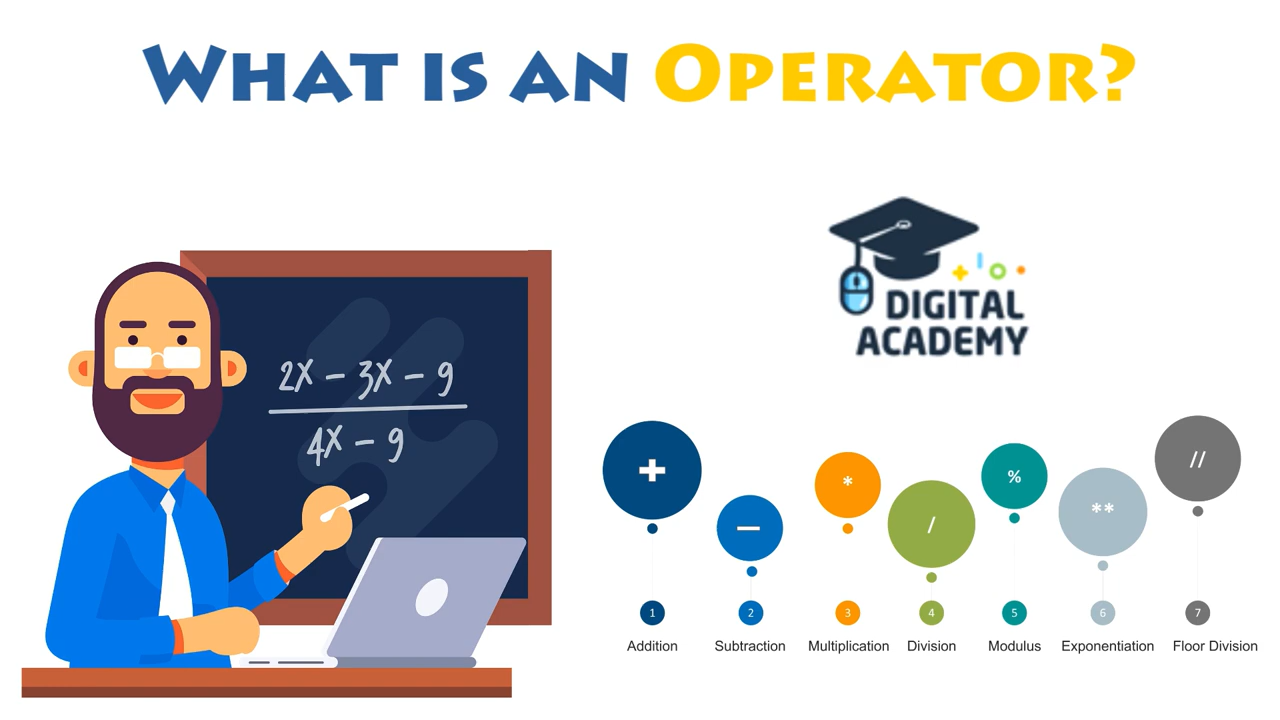 WHAT IS AN OPERATOR?
DIGITAL
ACADEMY
2x - 3x - 9
4x - 9
+ − * / % ** //
1 2 3 4 5 6 7
Addition Subtraction Multiplication Division Modulus Exponentiation Floor Division